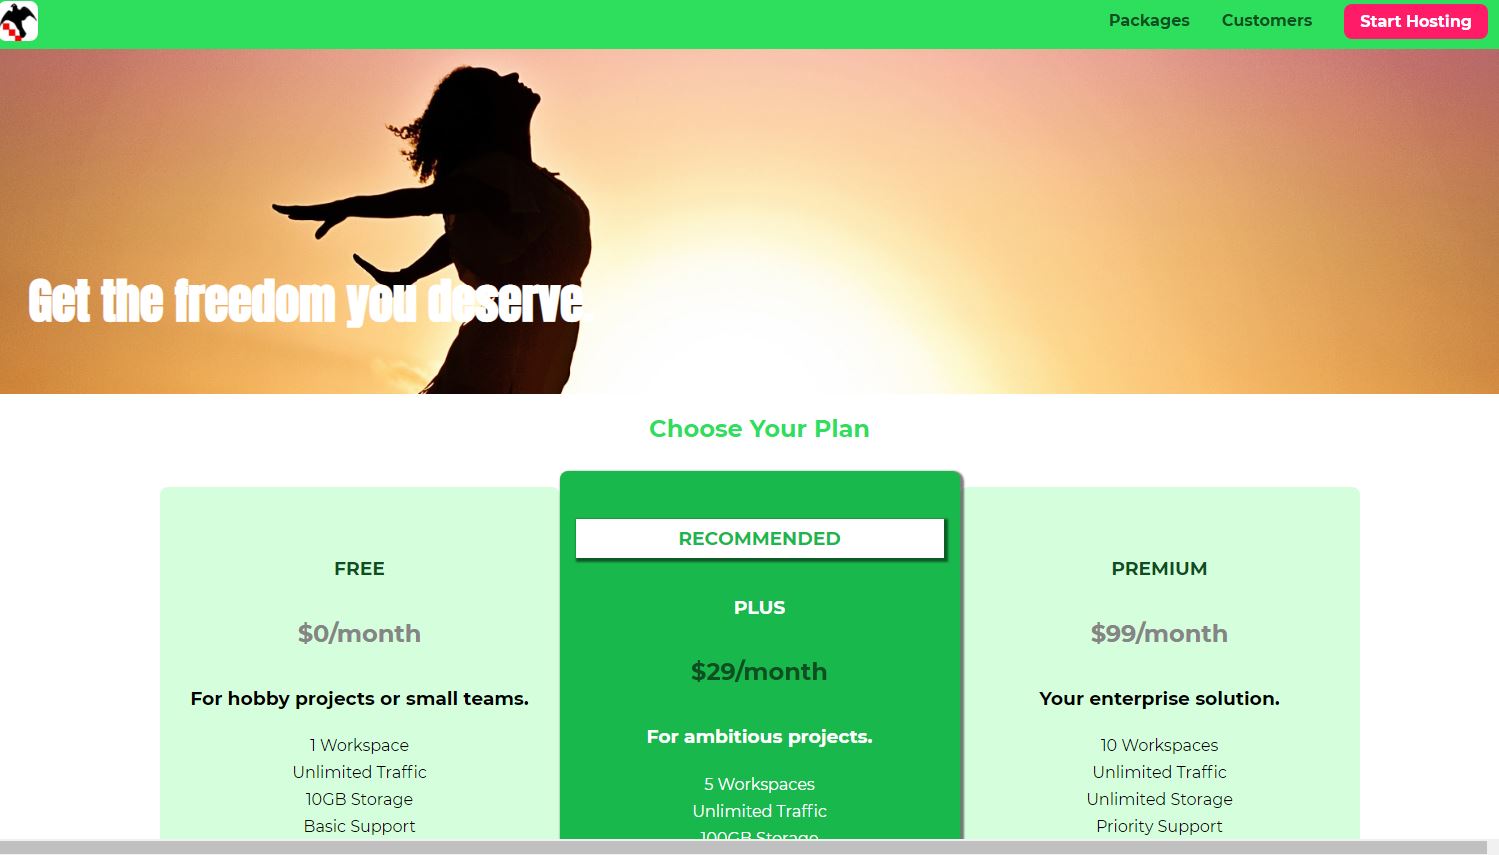 Packages Customers Start Hosting
Get the freedom you deserve.
Choose Your Plan
FREE
$0/month
For hobby projects or small teams.
1 Workspace
Unlimited Traffic
10GB Storage
Basic Support
RECOMMENDED
PLUS
$29/month
For ambitious projects.
5 Workspaces
Unlimited Traffic
100GB Storage
PREMIUM
$99/month
Your enterprise solution.
10 Workspaces
Unlimited Traffic
Unlimited Storage
Priority Support